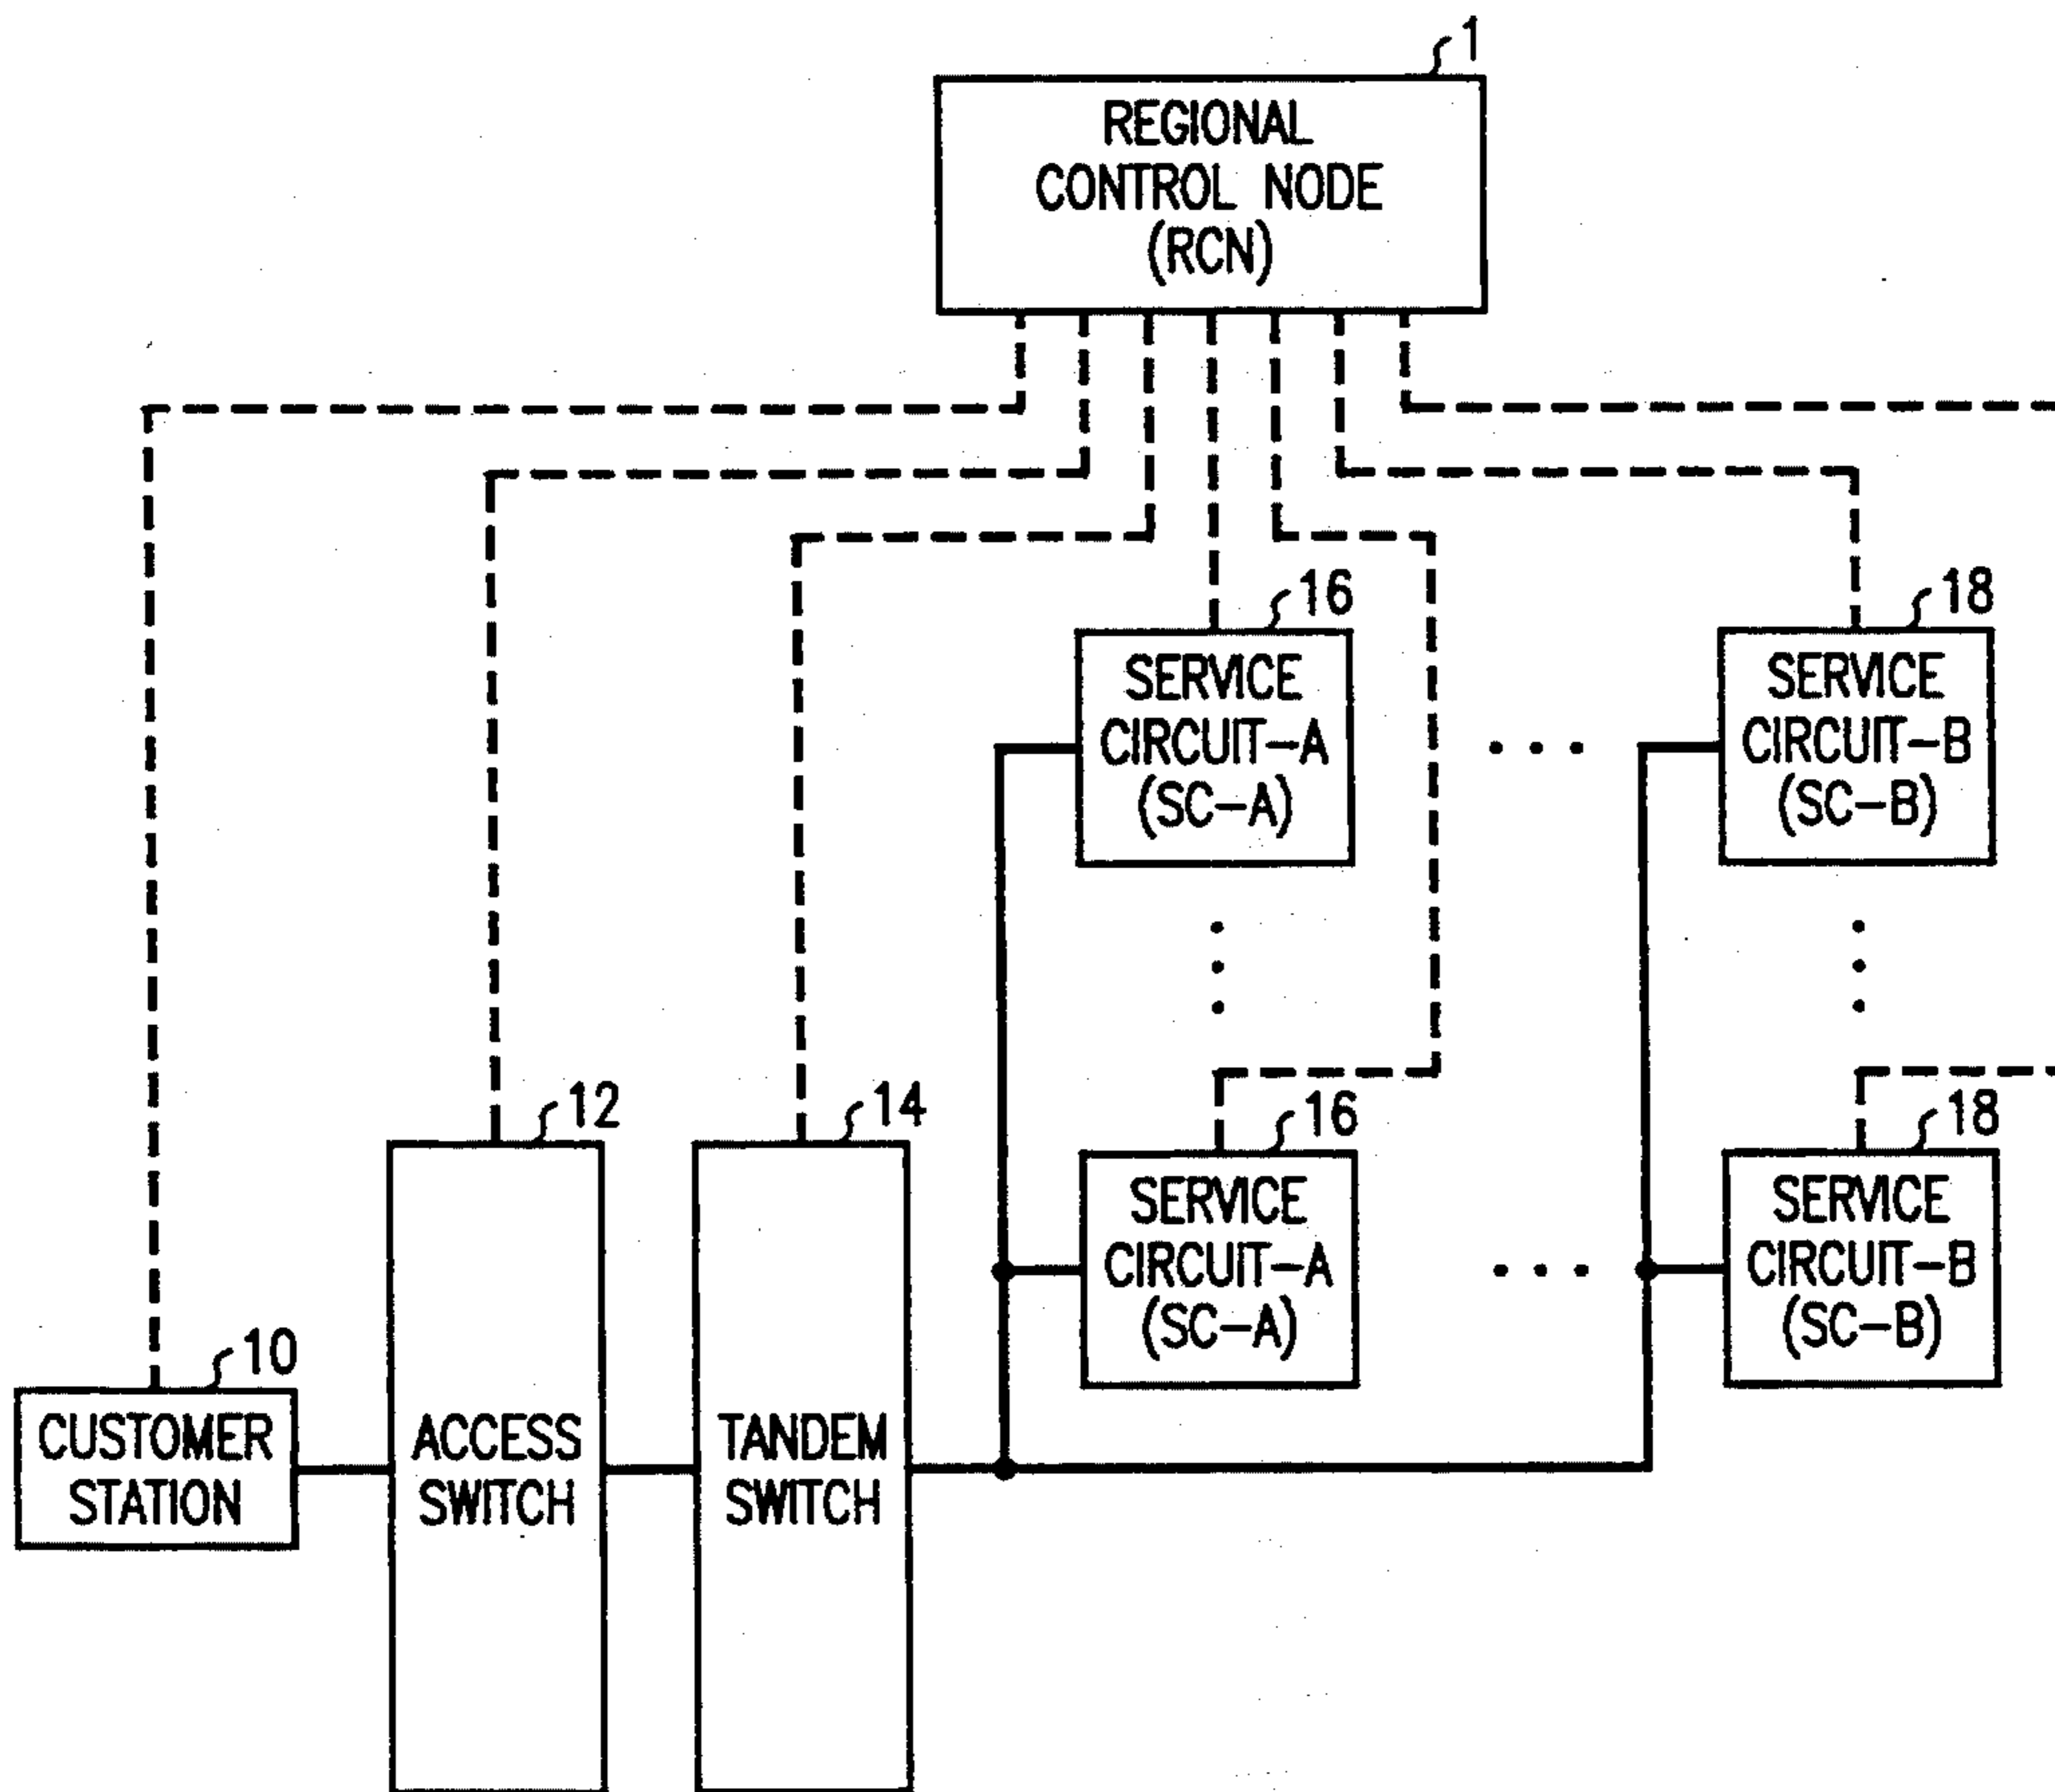 1
REGIONAL
CONTROL NODE
(RCN)
16
SERVICE
CIRCUIT-A
(SC-A)
18
SERVICE
CIRCUIT-B
(SC-B)
12
14
16
SERVICE
CIRCUIT-A
(SC-A)
18
SERVICE
CIRCUIT-B
(SC-B)
10
CUSTOMER
STATION
ACCESS
SWITCH
TANDEM
SWITCH